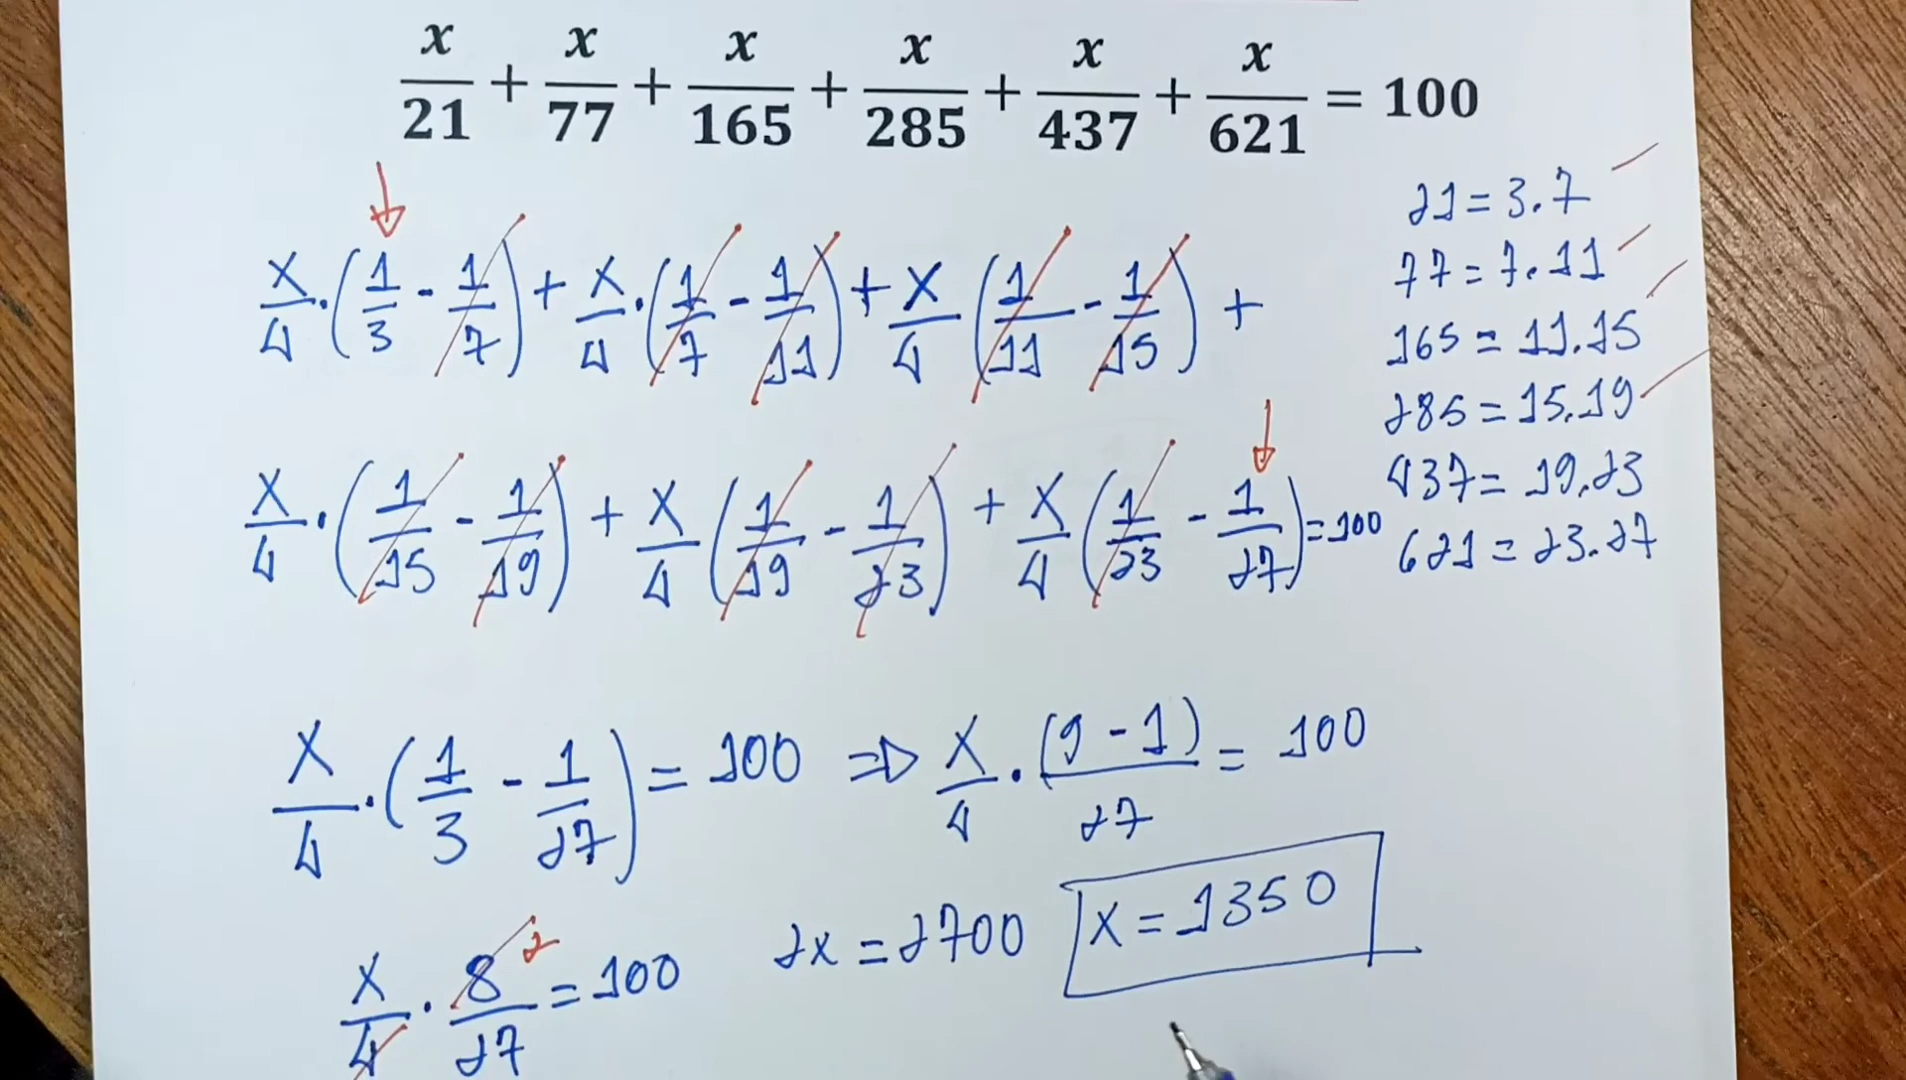 x/21 + x/77 + x/165 + x/285 + x/437 + x/621 = 100
21 = 3.7
77 = 7.11
165 = 11.15
285 = 15.19
437 = 19.23
621 = 23.27
x/4 . (1/3 - 1/7) + x/4 . (1/7 - 1/11) + x/4 (1/11 - 1/15) +
x/4 . (1/15 - 1/19) + x/4 (1/19 - 1/23) + x/4 (1/23 - 1/27) = 100
x/4 . (1/3 - 1/27) = 100 => x/4 . (9 - 1)/27 = 100
x/4 . 8/27 = 100
2
2x = 2700
x = 1350